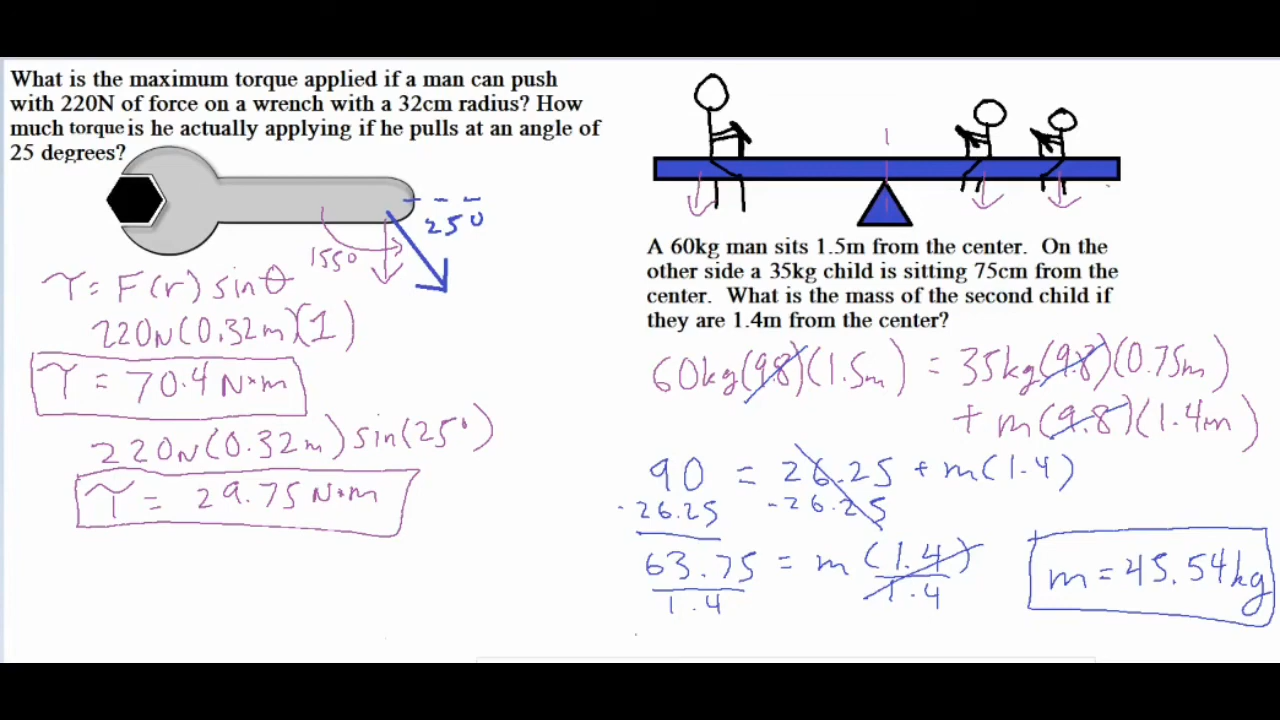 What is the maximum torque applied if a man can push
with 220N of force on a wrench with a 32cm radius? How
much torque is he actually applying if he pulls at an angle of
25 degrees?
25°
155°
τ = F(r) sinθ
220N(0.32m)(1)
τ = 70.4 N*m
220N(0.32m) sin(25°)
τ = 29.75 N*m
A 60kg man sits 1.5m from the center. On the
other side a 35kg child is sitting 75cm from the
center. What is the mass of the second child if
they are 1.4m from the center?
60kg(9.8)(1.5m) = 35kg(9.8)(0.75m)
+ m(9.8)(1.4m)
90 = 26.25 + m(1.4)
-26.25 -26.25
63.75 = m(1.4)
1.4 1.4
m = 45.54kg